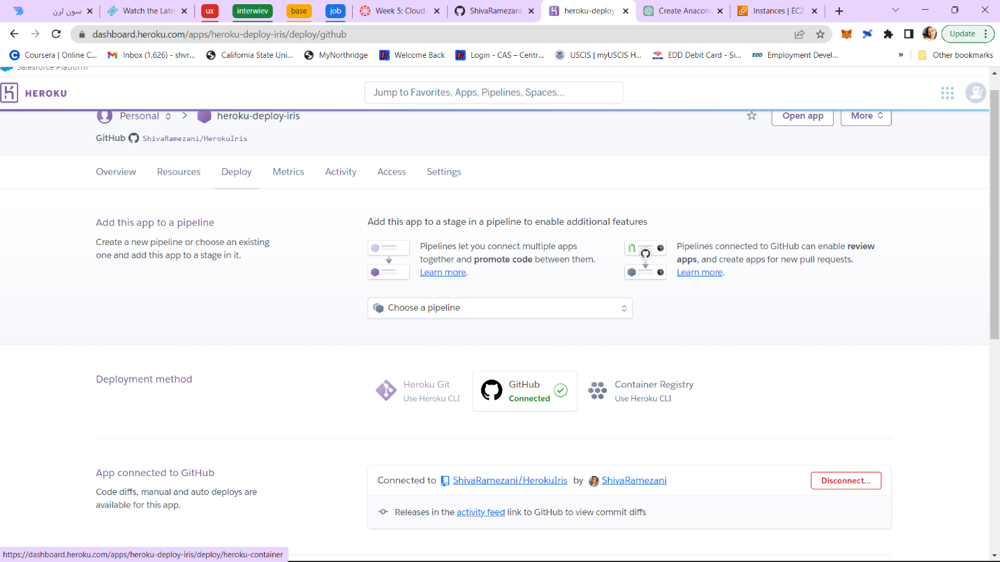 سون لرن
Watch the Late
ux
interwiev
base
job
Week 5: Cloud
ShivaRamezani
heroku-deploy
Create Anacon
Instances | EC2
dashboard.heroku.com/apps/heroku-deploy-iris/deploy/github
Update
Coursera | Online C...
Inbox (1,626) - shvr...
California State Uni...
MyNorthridge
Welcome Back
Login - CAS – Centr...
USCIS | myUSCIS H...
EDD Debit Card - Si...
EDD
Employment Devel...
»
Other bookmarks
Salesforce Platform
HEROKU
Jump to Favorites, Apps, Pipelines, Spaces...
Personal
heroku-deploy-iris
Open app
More
GitHub ShivaRamezani/HerokuIris
Overview
Resources
Deploy
Metrics
Activity
Access
Settings
Add this app to a pipeline
Create a new pipeline or choose an existing
one and add this app to a stage in it.
Add this app to a stage in a pipeline to enable additional features
Pipelines let you connect multiple apps
together and promote code between them.
Learn more.
Pipelines connected to GitHub can enable review
apps, and create apps for new pull requests.
Learn more.
Choose a pipeline
Deployment method
Heroku Git
Use Heroku CLI
GitHub
Connected
Container Registry
Use Heroku CLI
App connected to GitHub
Code diffs, manual and auto deploys are
available for this app.
Connected to ShivaRamezani/HerokuIris by ShivaRamezani
Disconnect...
Releases in the activity feed link to GitHub to view commit diffs
https://dashboard.heroku.com/apps/heroku-deploy-iris/deploy/heroku-container